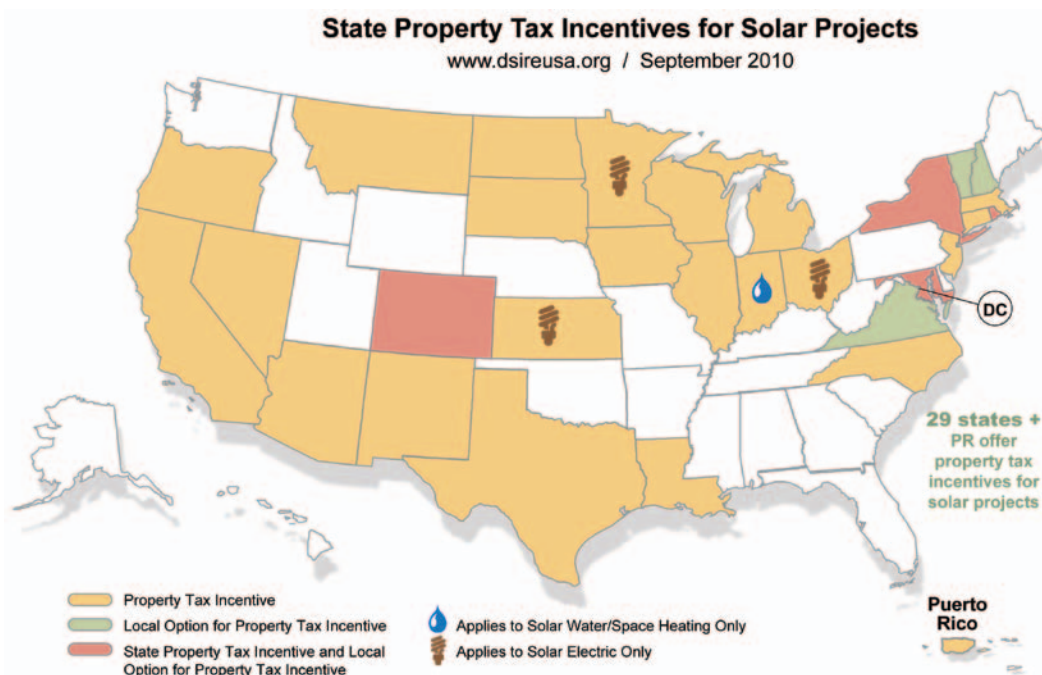 State Property Tax Incentives for Solar Projects
www.dsireusa.org / September 2010
DC
29 states +
PR offer
property tax
incentives for
solar projects
Puerto
Rico
Property Tax Incentive
Local Option for Property Tax Incentive
State Property Tax Incentive and Local
Option for Property Tax Incentive
Applies to Solar Water/Space Heating Only
Applies to Solar Electric Only